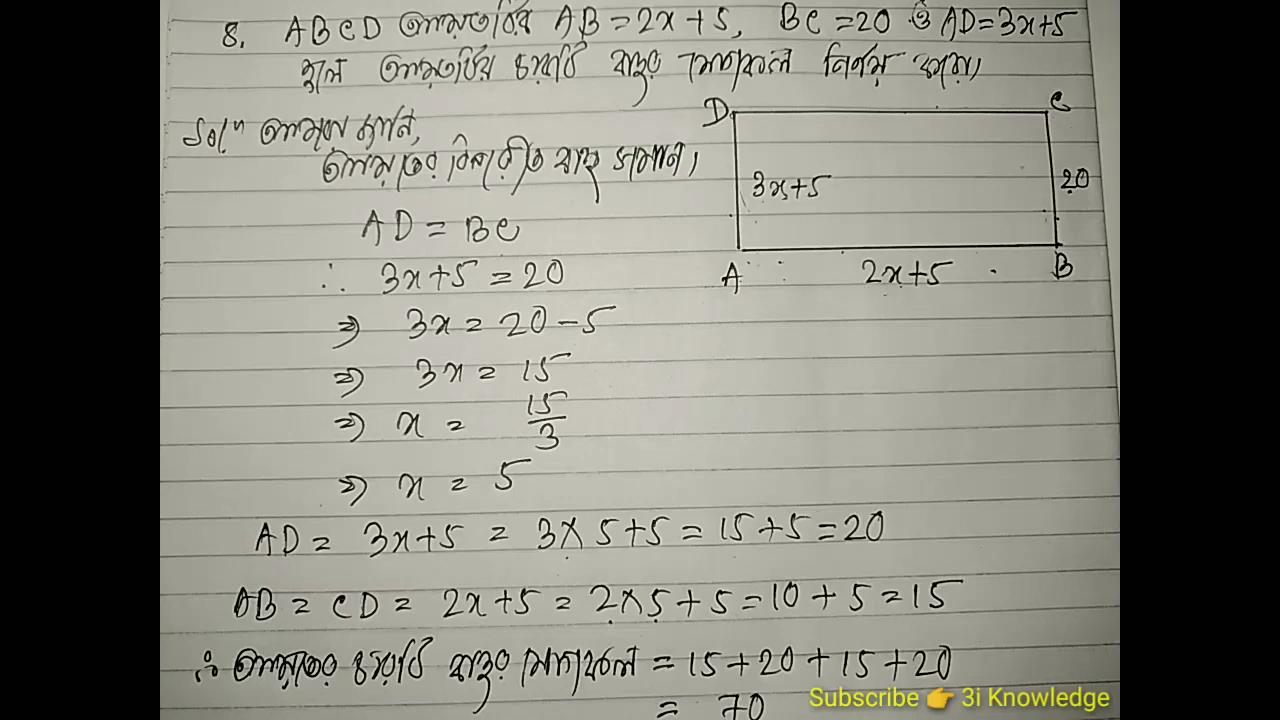 8. ABCD আয়তটির AB=2x+5, BC=20 ও AD=3x+5
হলে আয়তটির চারটি বাহুর যোগফল নির্ণয় করো।
Solⁿ আমরা জানি,
আয়তের বিপরীত বাহু সমান।
D C
3x+5 20
A 2x+5 B
AD = BC
∴ 3x+5 = 20
⇒ 3x = 20-5
⇒ 3x = 15
⇒ x = 15/3
⇒ x = 5
AD = 3x+5 = 3×5+5 = 15+5 = 20
AB = CD = 2x+5 = 2×5+5 = 10+5 = 15
∴ আয়তের চারটি বাহুর যোগফল = 15+20+15+20
= 70
Subscribe 👉 3i Knowledge